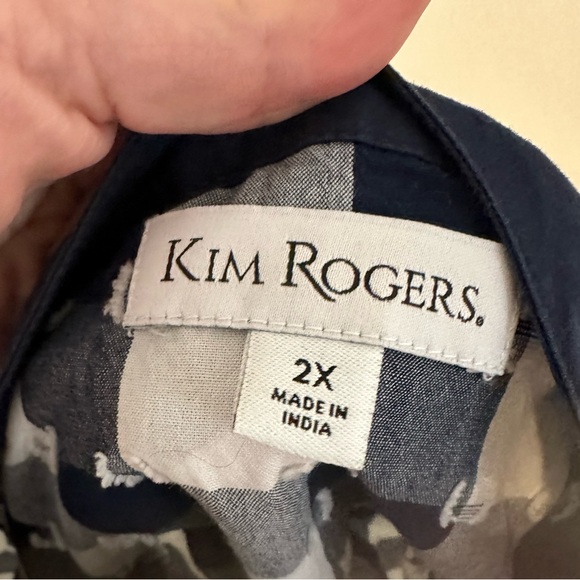 KIM ROGERS.
2X
MADE IN
INDIA